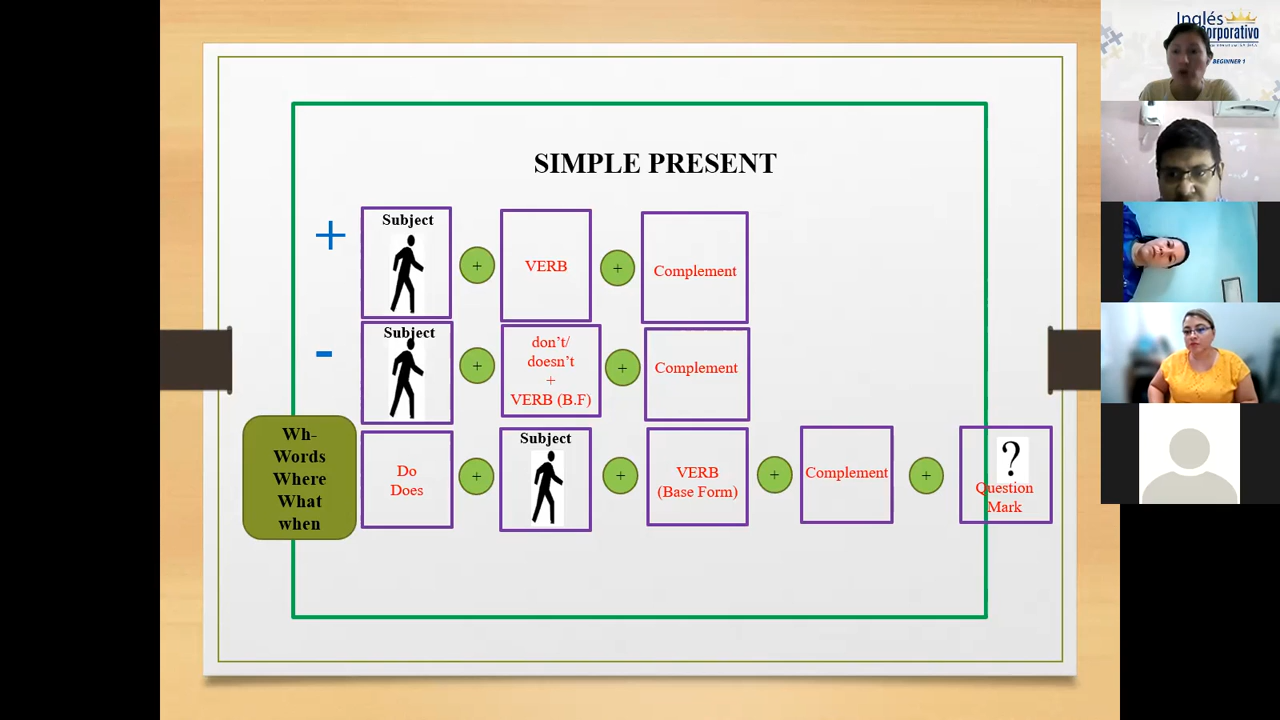 Inglés
Corporativo
BEGINNER 1
SIMPLE PRESENT
+
Subject
+
VERB
+
Complement
-
Subject
+
don't/
doesn't
+
VERB (B.F)
+
Complement
Wh-
Words
Where
What
when
Do
Does
+
Subject
+
VERB
(Base Form)
+
Complement
+
?
Question
Mark